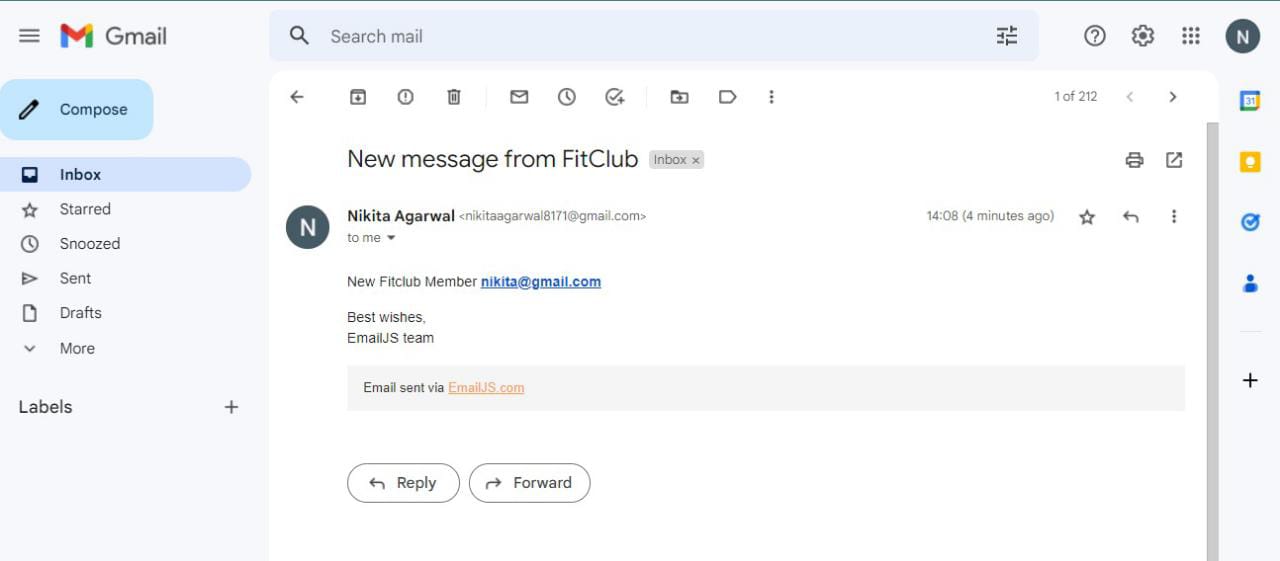 Gmail
Search mail
N
Compose
1 of 212
31
Inbox
New message from FitClub Inbox ×
Starred
Nikita Agarwal <nikitaagarwal8171@gmail.com> 14:08 (4 minutes ago)
N
to me
Snoozed
Sent
New Fitclub Member nikita@gmail.com
Drafts
Best wishes,
EmailJS team
More
Email sent via EmailJS.com
Labels
Reply Forward